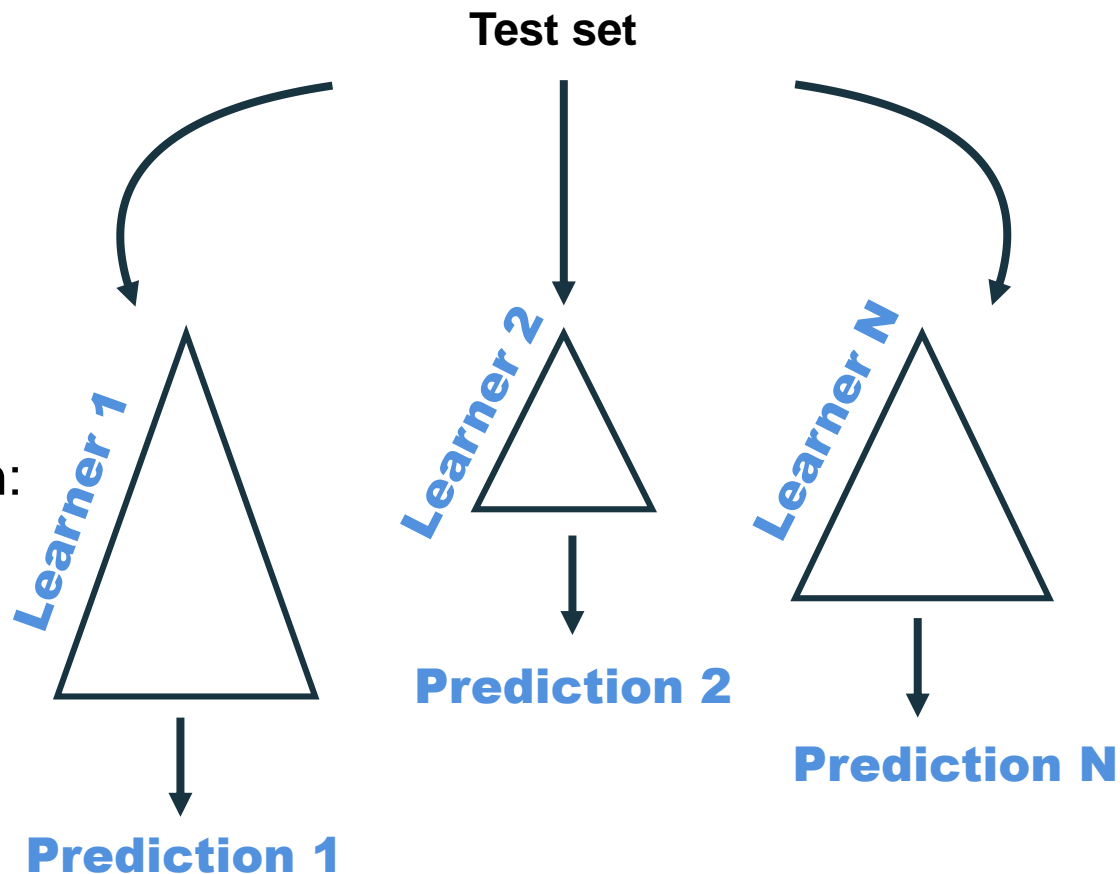 Test set
Learner 1
Learner 2
Learner N
:
Prediction 2
Prediction N
Prediction 1